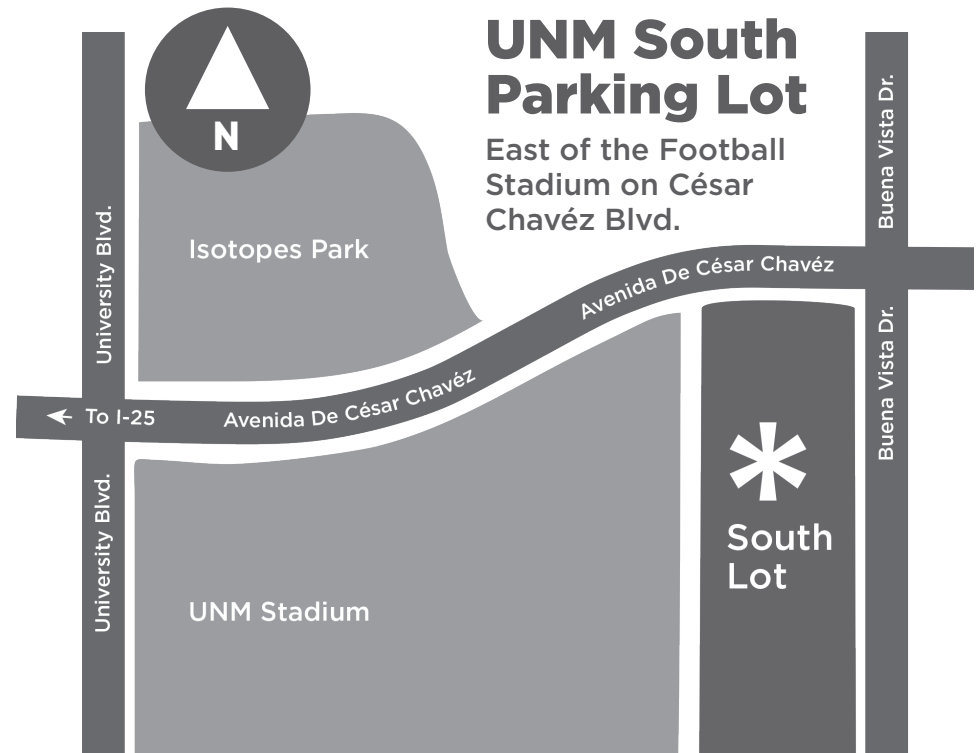 UNM South
Parking Lot
East of the Football
Stadium on César
Chavéz Blvd.
N
Buena Vista Dr.
University Blvd.
Isotopes Park
Avenida De César Chavéz
Buena Vista Dr.
To I-25
Avenida De César Chavéz
University Blvd.
South
Lot
UNM Stadium